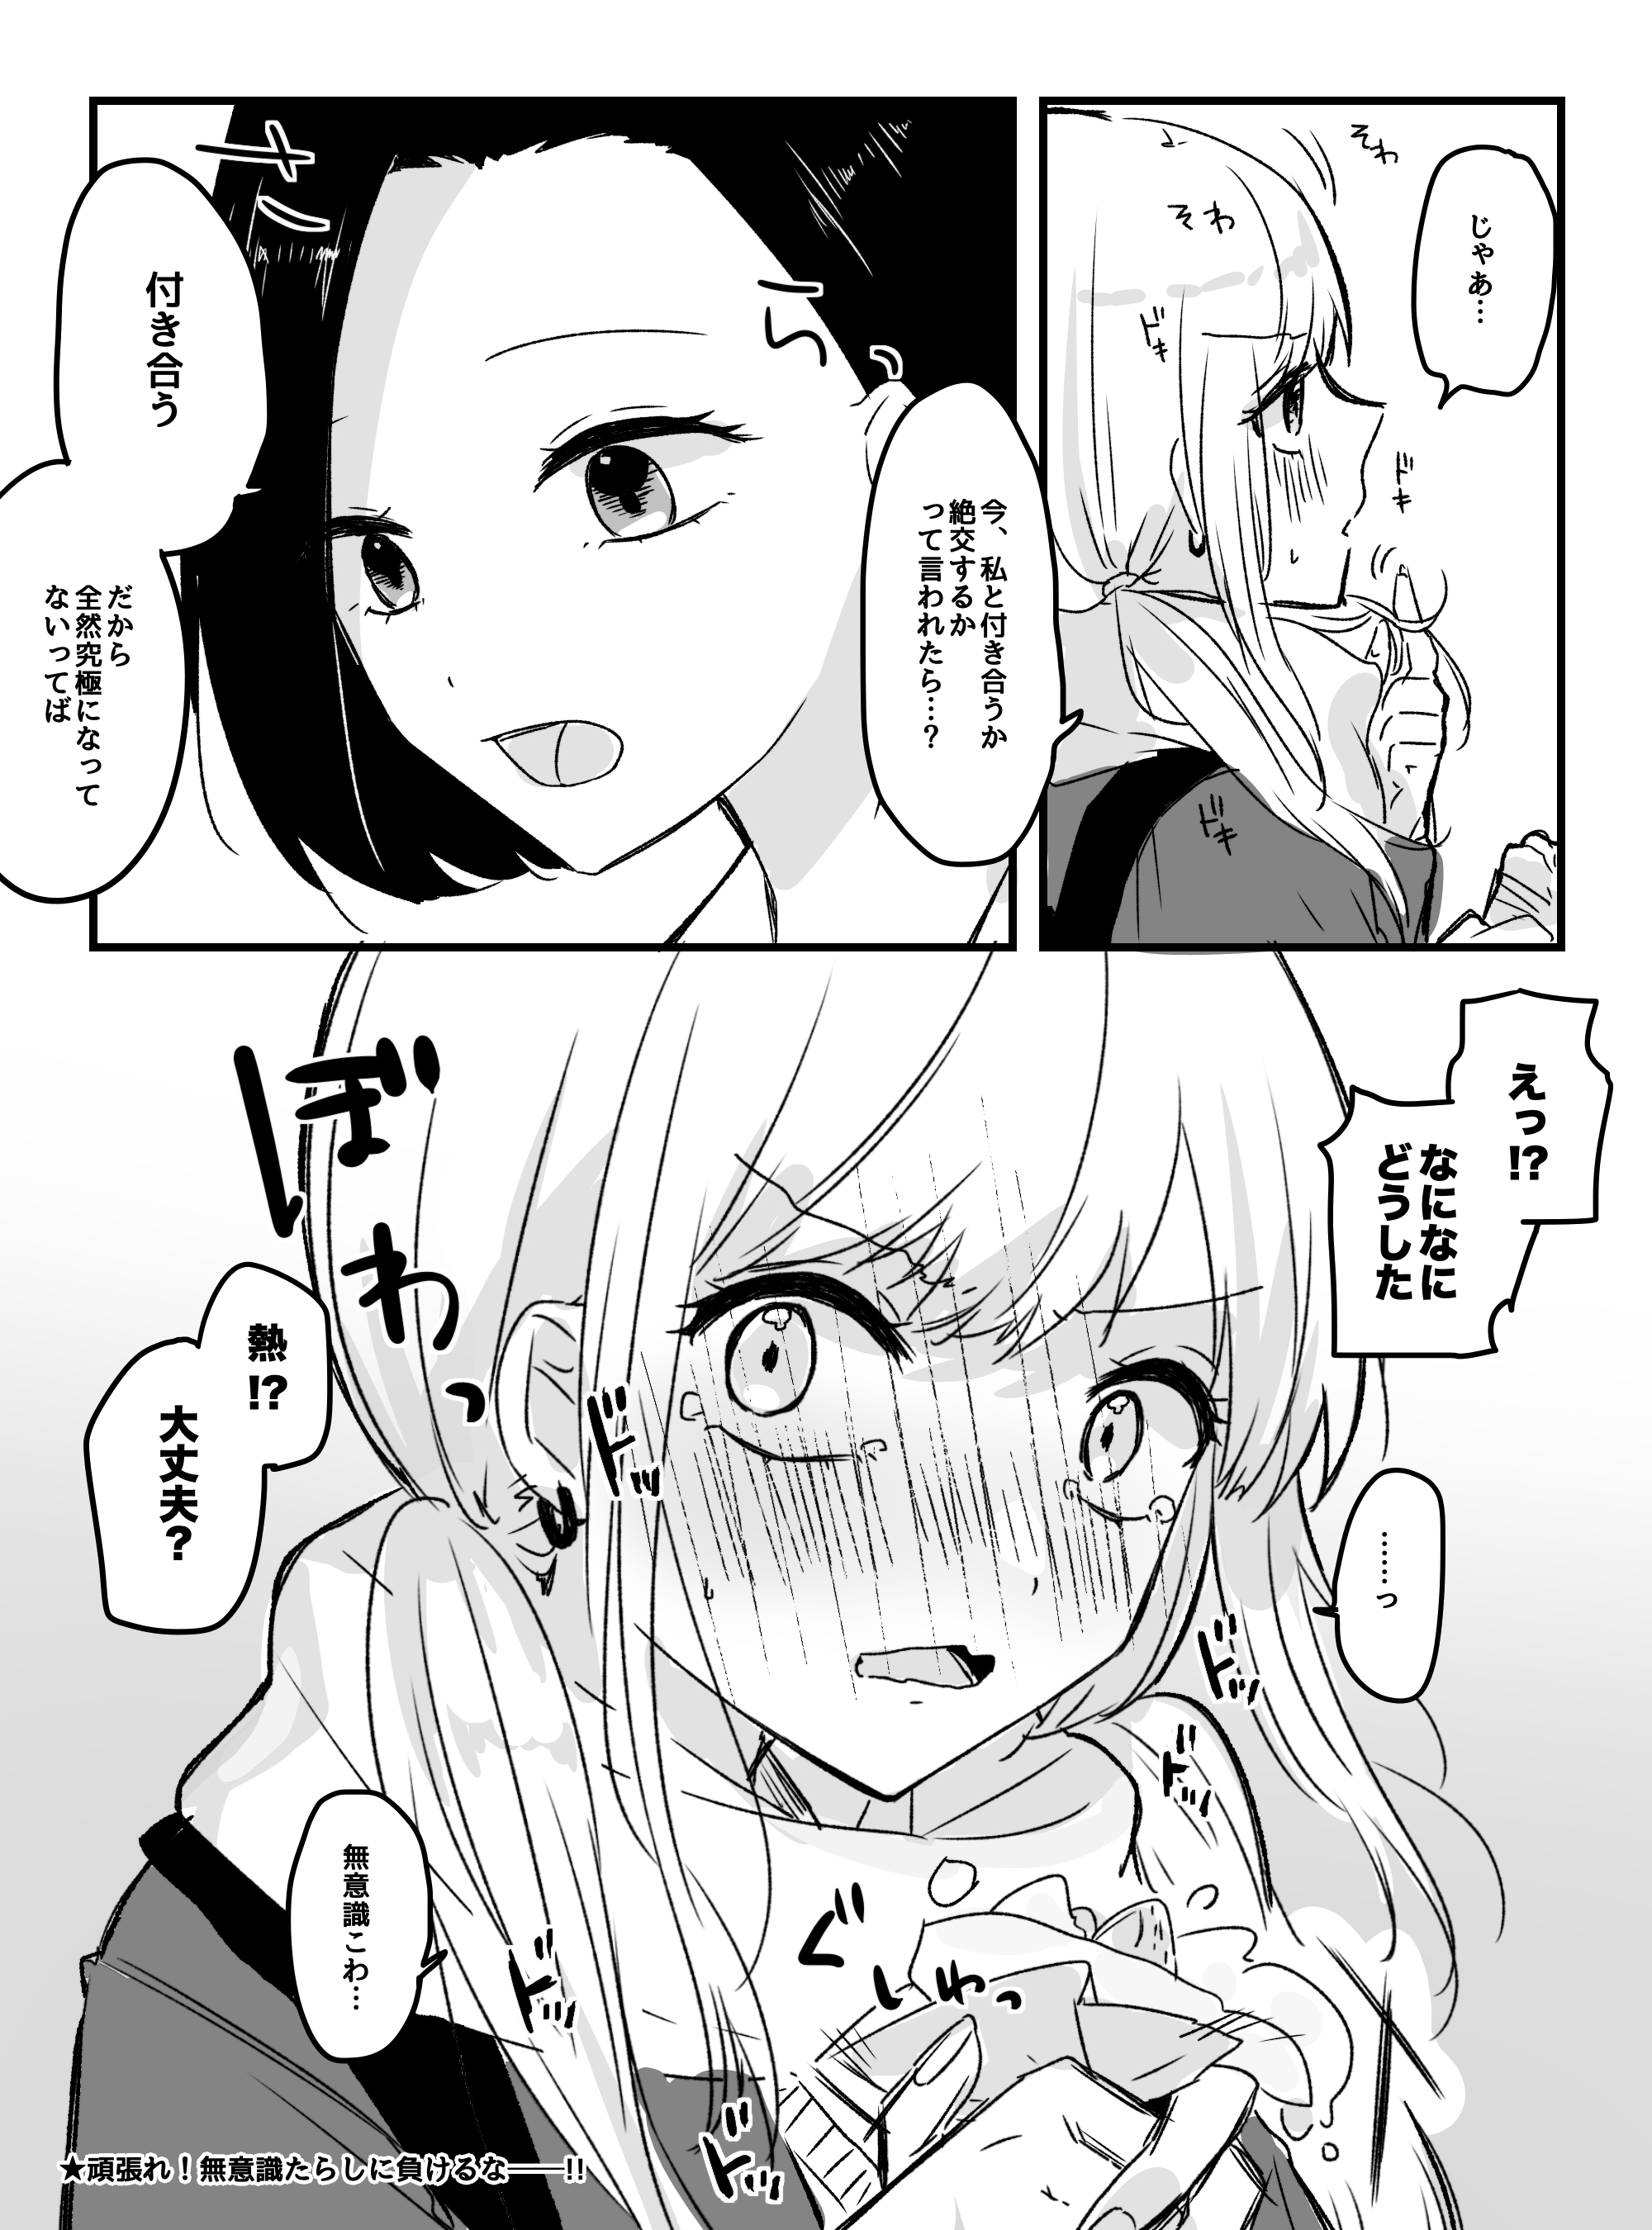 じゃあ…
そわ
そわ
ドキ
ドキ
ドキ
今、私と付き合うか
絶交するか
って言われたら…?
くるっ
付き合う
だから
全然究極になって
ないってば
えっ!?
なになに
どうした
……っ
ぼわっ
熱!?
大丈夫?
ドッ
ドッ
ドッ
ぐしわっ
無意識こわ…
ドッ
ドッ
★頑張れ！無意識たらしに負けるな――!!